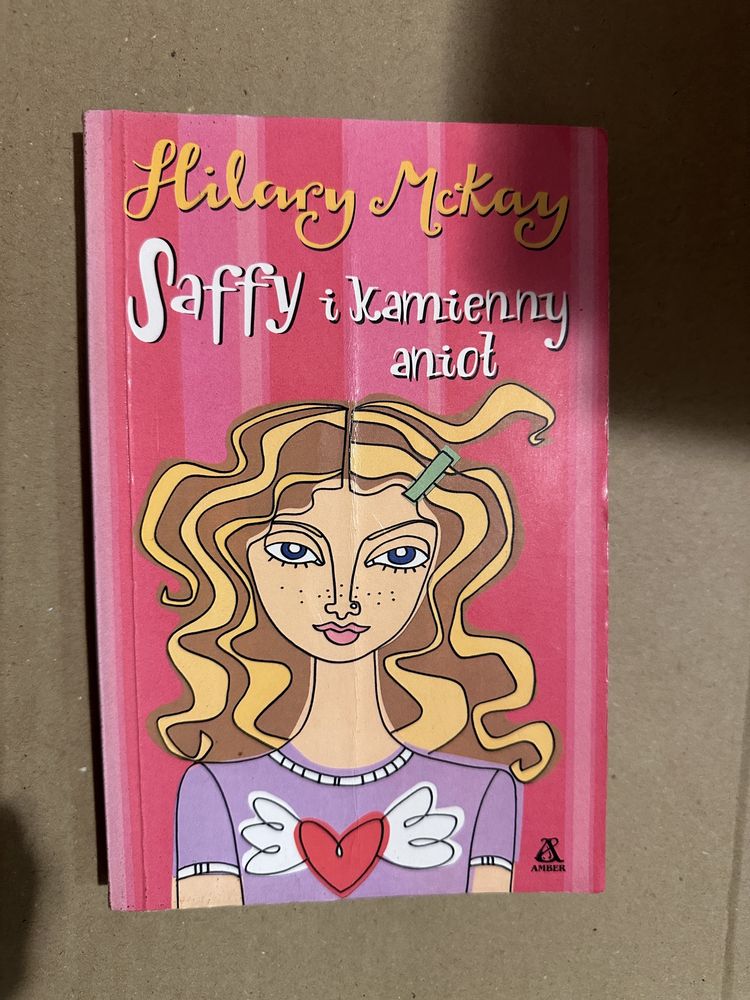 Hilary McKay
Saffy i kamienny
anioł
AMBER